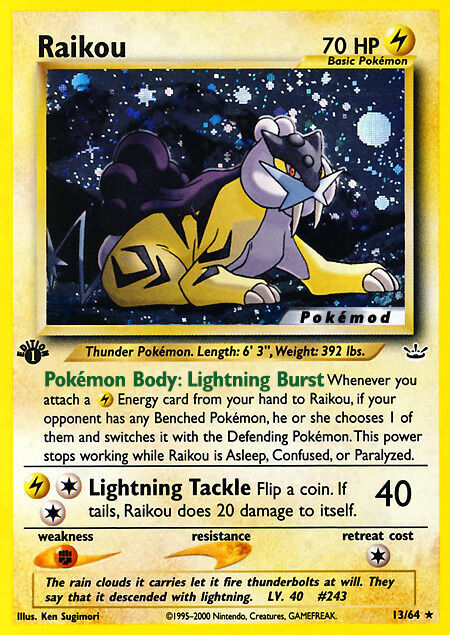 Raikou 70 HP
Basic Pokémon
Pokémod
EDITION
1
Thunder Pokémon. Length: 6' 3", Weight: 392 lbs.
Pokémon Body: Lightning Burst Whenever you
attach a Energy card from your hand to Raikou, if your
opponent has any Benched Pokémon, he or she chooses 1 of
them and switches it with the Defending Pokémon. This power
stops working while Raikou is Asleep, Confused, or Paralyzed.
Lightning Tackle Flip a coin. If 40
tails, Raikou does 20 damage to itself.
weakness resistance retreat cost
The rain clouds it carries let it fire thunderbolts at will. They
say that it descended with lightning. LV. 40 #243
Illus. Ken Sugimori ©1995-2000 Nintendo, Creatures, GAMEFREAK. 13/64 ★